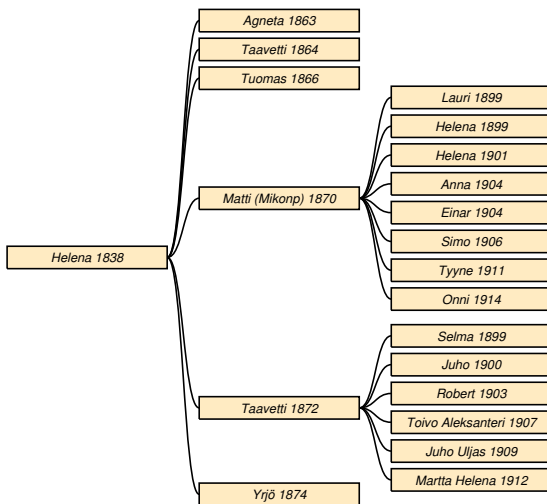 Helena 1838
Agneta 1863
Taavetti 1864
Tuomas 1866
Matti (Mikonp) 1870
Lauri 1899
Helena 1899
Helena 1901
Anna 1904
Einar 1904
Simo 1906
Tyyne 1911
Onni 1914
Taavetti 1872
Selma 1899
Juho 1900
Robert 1903
Toivo Aleksanteri 1907
Juho Uljas 1909
Martta Helena 1912
Yrjö 1874